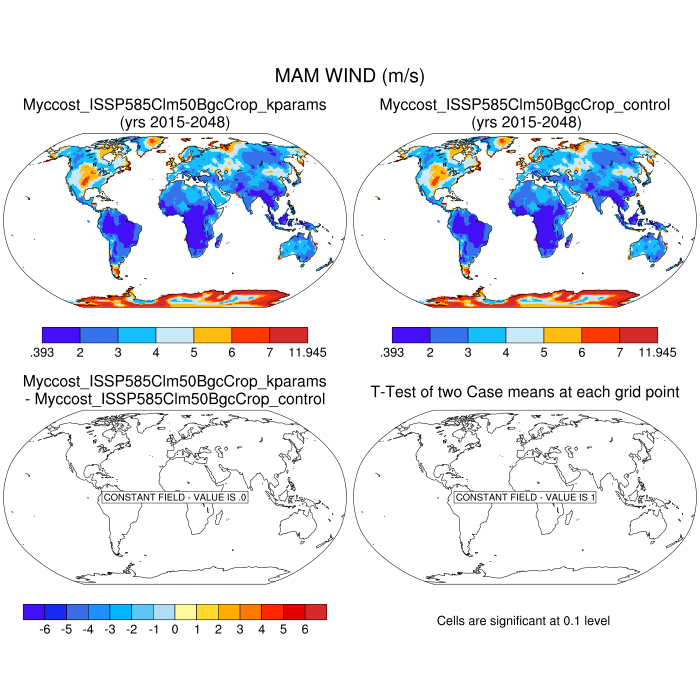 MAM WIND (m/s)
Myccost_ISSP585Clm50BgcCrop_kparams
(yrs 2015-2048)
Myccost_ISSP585Clm50BgcCrop_control
(yrs 2015-2048)
.393 2 3 4 5 6 7 11.945
.393 2 3 4 5 6 7 11.945
Myccost_ISSP585Clm50BgcCrop_kparams
- Myccost_ISSP585Clm50BgcCrop_control
T-Test of two Case means at each grid point
CONSTANT FIELD - VALUE IS .0
CONSTANT FIELD - VALUE IS 1
-6 -5 -4 -3 -2 -1 0 1 2 3 4 5 6
Cells are significant at 0.1 level